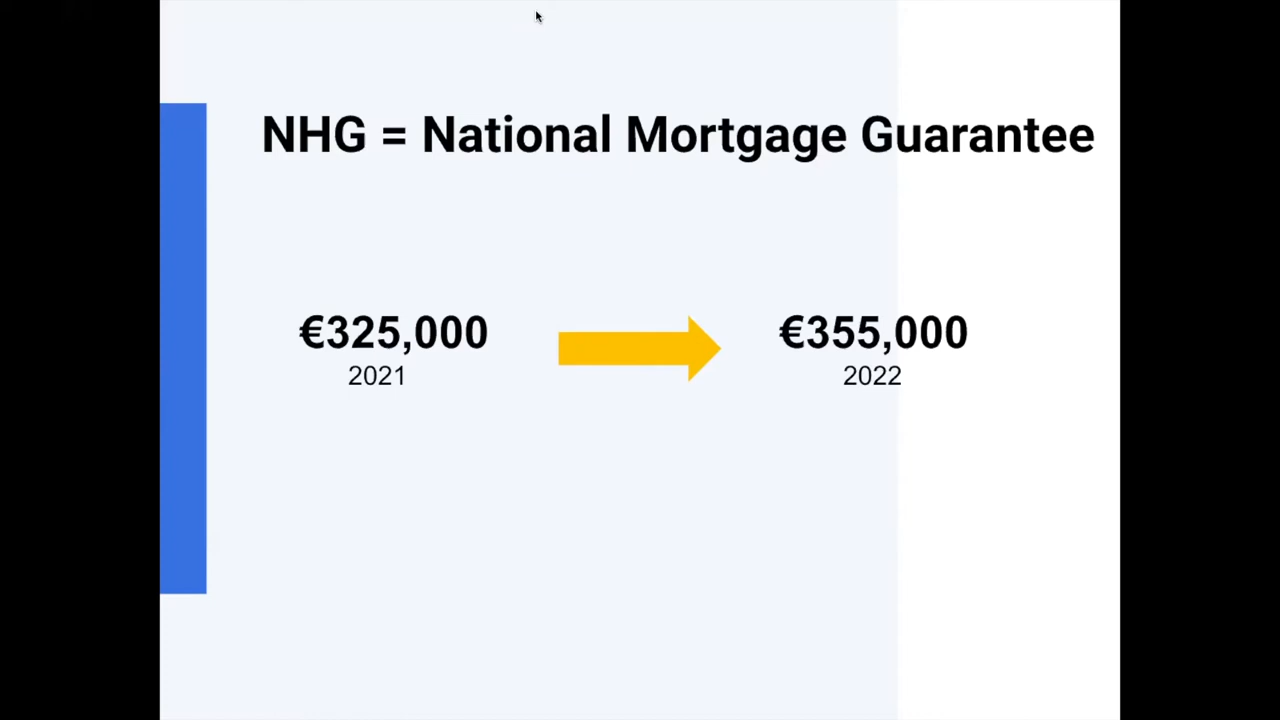 NHG = National Mortgage Guarantee
€325,000
2021
€355,000
2022